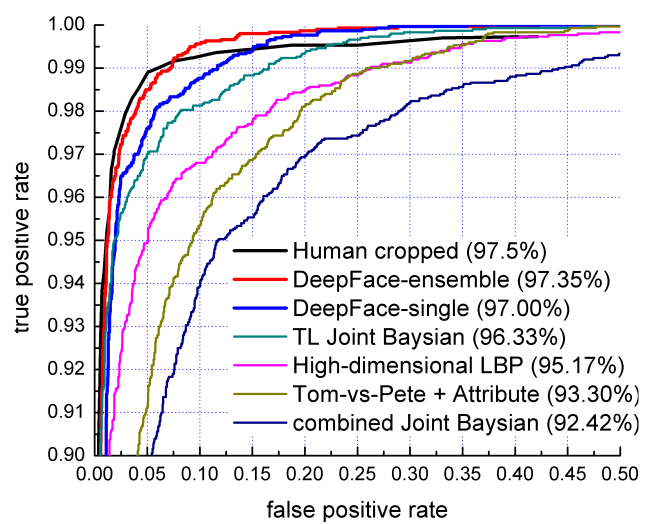 1.00
0.99
0.98
0.97
0.96
0.95
0.94
0.93
0.92
0.91
0.90
true positive rate
Human cropped (97.5%)
DeepFace-ensemble (97.35%)
DeepFace-single (97.00%)
TL Joint Baysian (96.33%)
High-dimensional LBP (95.17%)
Tom-vs-Pete + Attribute (93.30%)
combined Joint Baysian (92.42%)
0.00 0.05 0.10 0.15 0.20 0.25 0.30 0.35 0.40 0.45 0.50
false positive rate